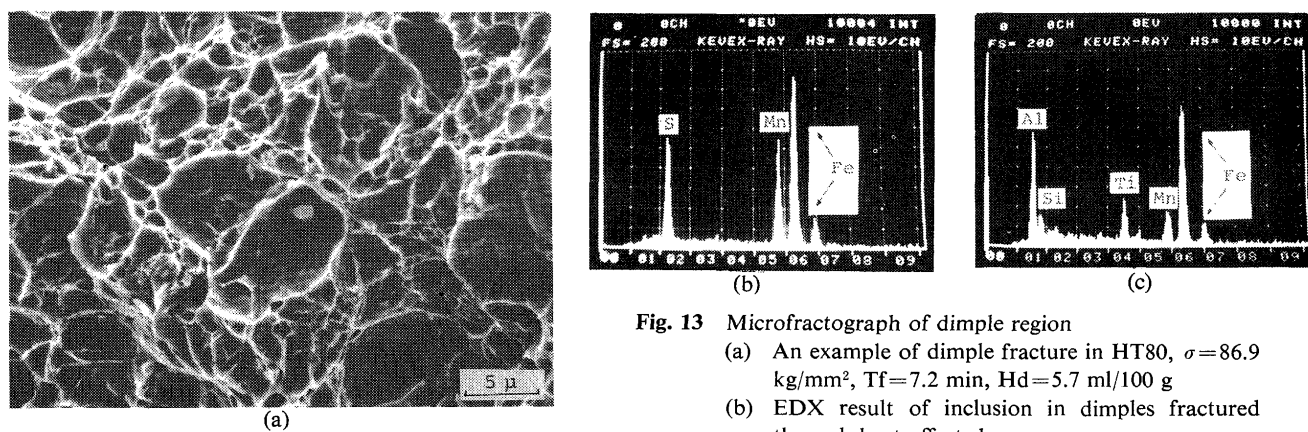 0 0CH *0EV 10004 INT
FS= 200 KEVEX-RAY HS= 10EV/CH
S
Mn
Fe
00 01 02 03 04 05 06 07 08 09
(b)
0 0CH 0EV 10000 INT
FS= 200 KEVEX-RAY HS= 10EV/CH
Al
Si
Ti
Mn
Fe
00 01 02 03 04 05 06 07 08 09
(c)
5 μ
(a)
Fig. 13 Microfractograph of dimple region
(a) An example of dimple fracture in HT80, σ=86.9
kg/mm², Tf=7.2 min, Hd=5.7 ml/100 g
(b) EDX result of inclusion in dimples fractured